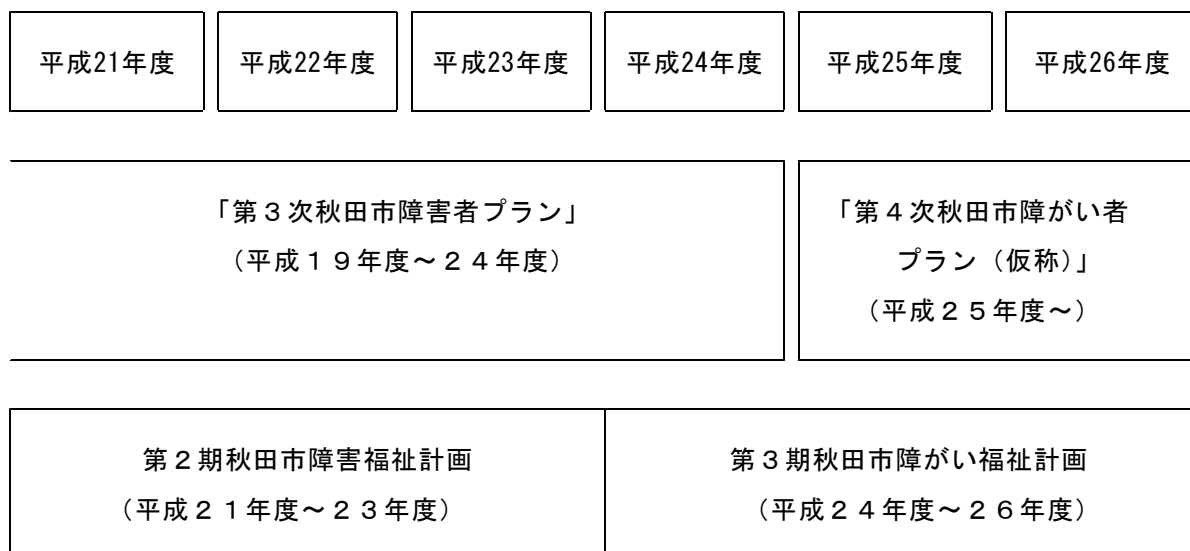 平成21年度 平成22年度 平成23年度 平成24年度 平成25年度 平成26年度
「第３次秋田市障害者プラン」
（平成１９年度～２４年度）
「第４次秋田市障がい者
プラン（仮称）」
（平成２５年度～）
第２期秋田市障害福祉計画
（平成２１年度～２３年度）
第３期秋田市障がい福祉計画
（平成２４年度～２６年度）